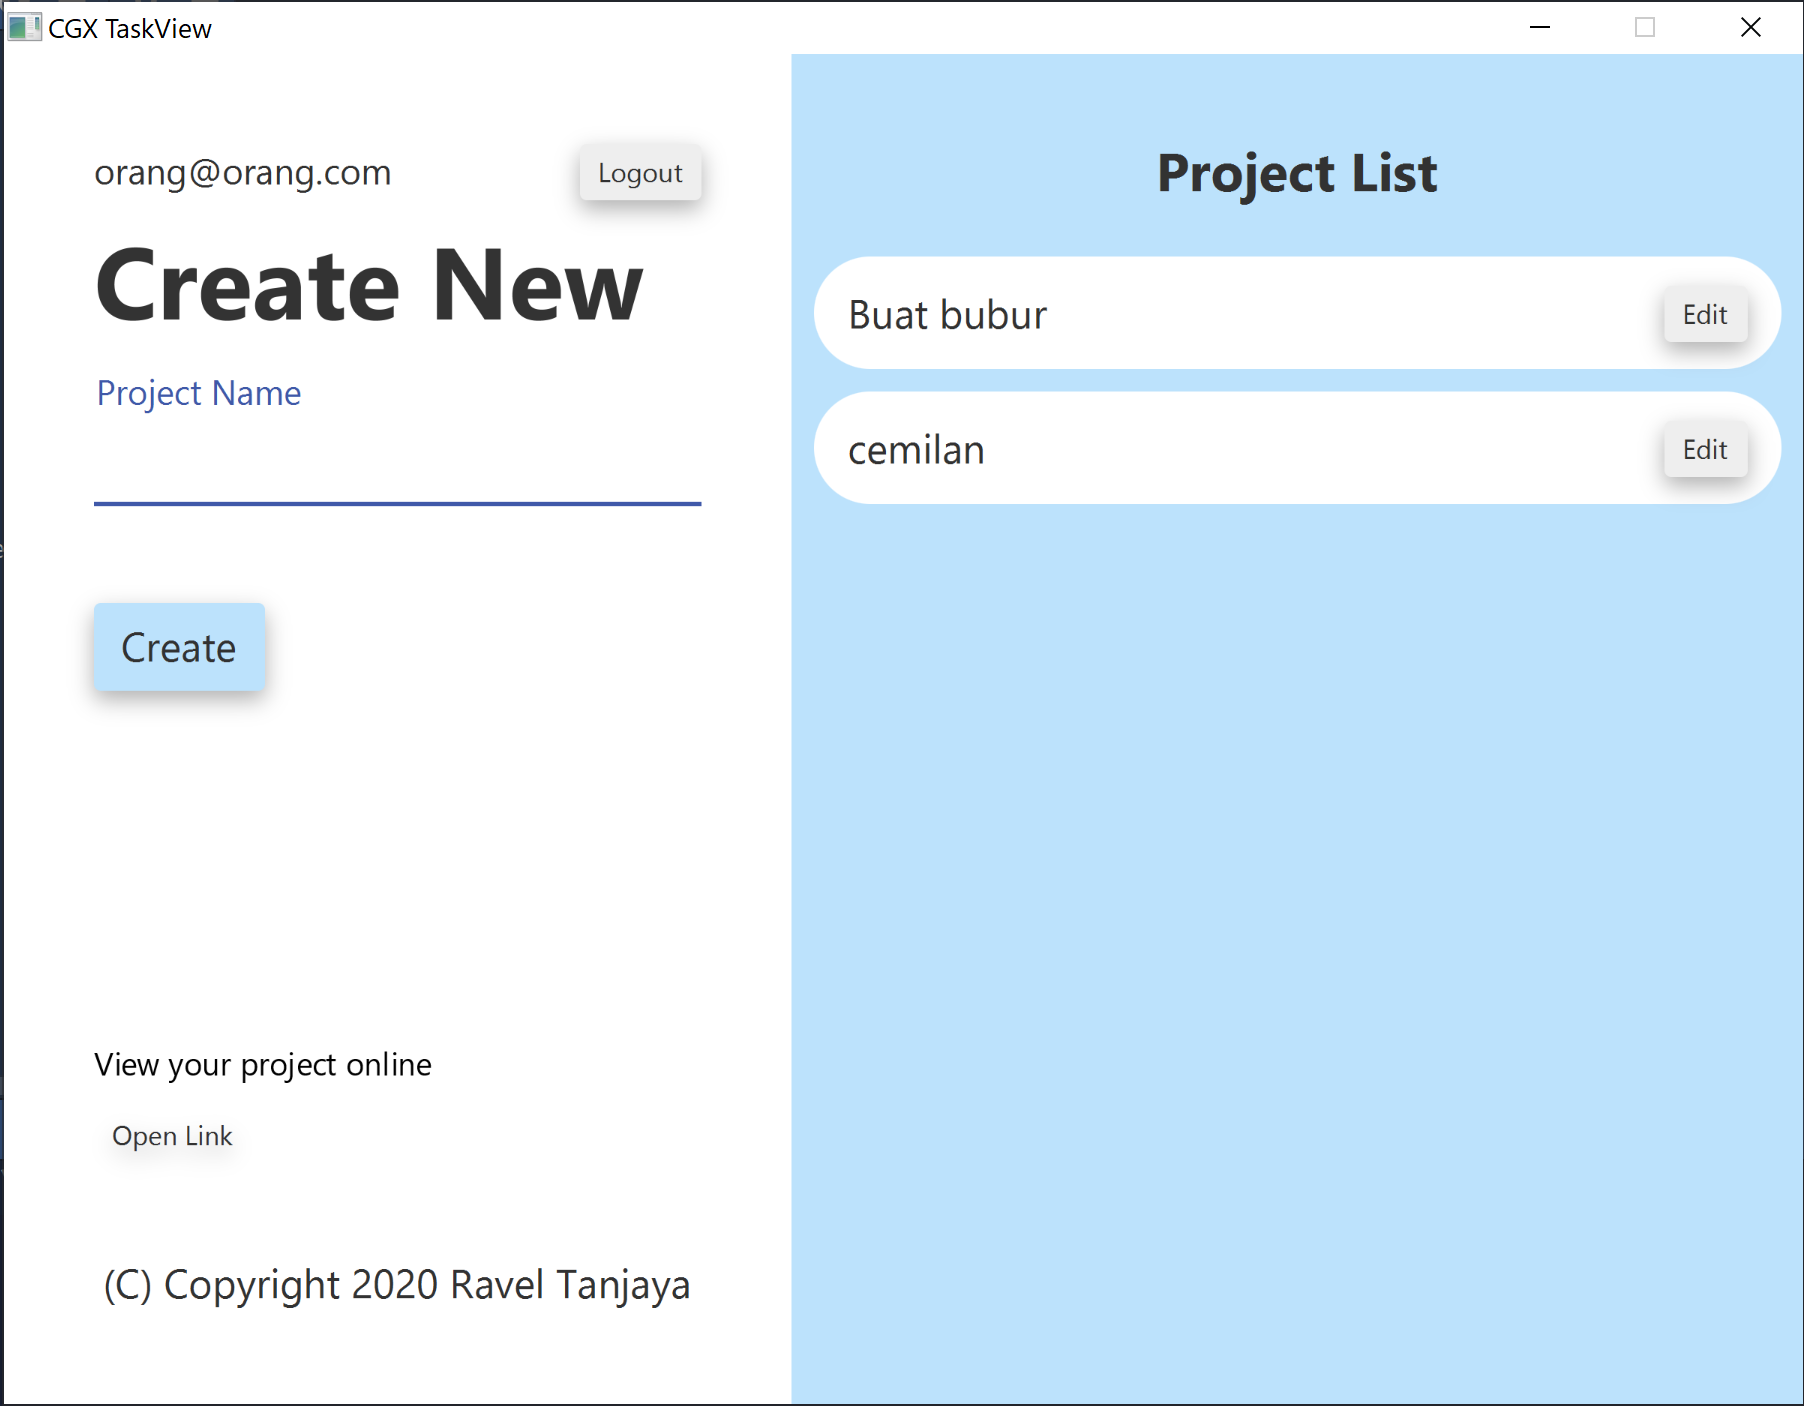 CGX TaskView
orang@orang.com
Logout
Create New
Project Name
Create
View your project online
Open Link
(C) Copyright 2020 Ravel Tanjaya
Project List
Buat bubur
Edit
cemilan
Edit